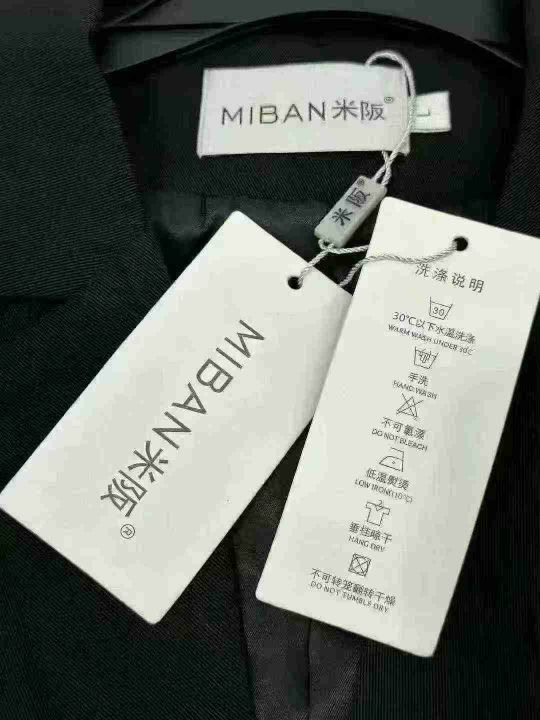 MIBAN米阪®
L
米阪®
MIBAN米阪®
洗涤说明
30
30℃以下水温洗涤
WARM WASH UNDER 30C
手洗
HAND WASH
不可氯漂
DO NOT BLEACH
低温熨烫
LOW IRON(110℃)
垂挂晾干
HANG DRY
不可转笼翻转干燥
DO NOT TUMBLE DRY